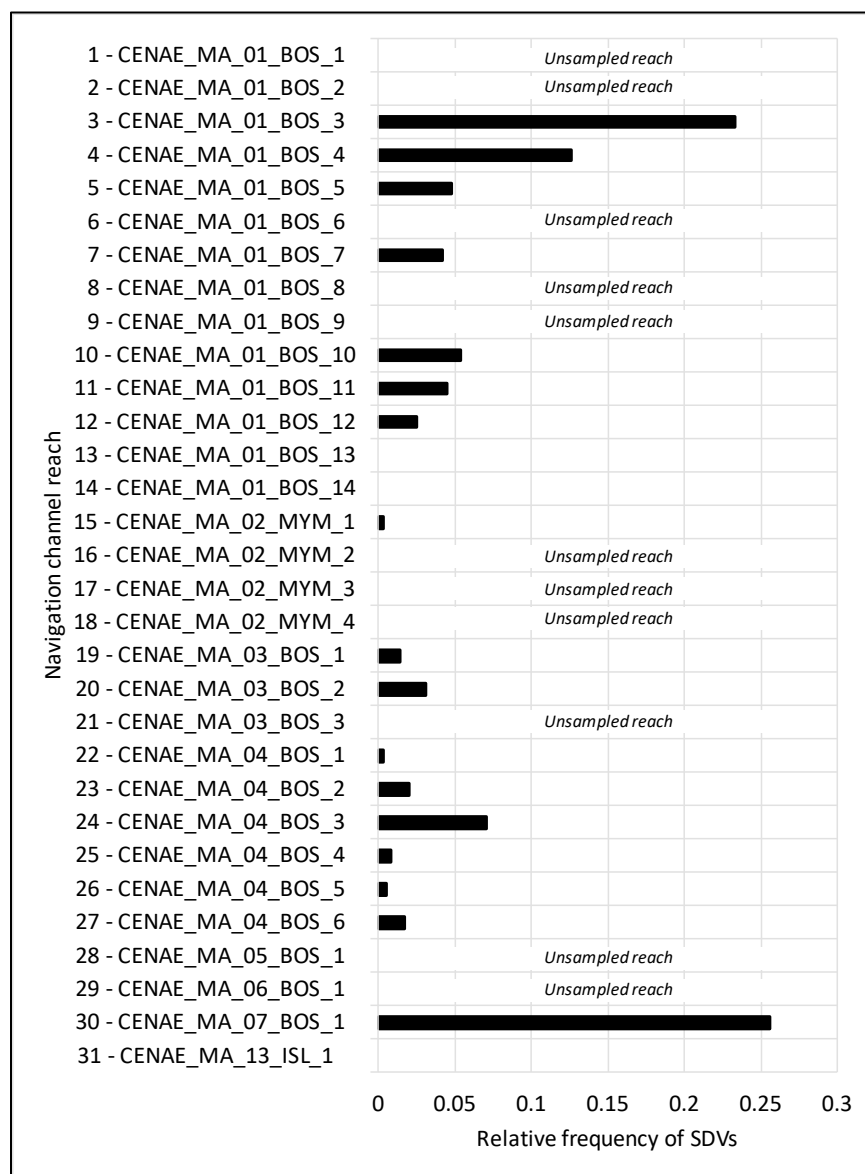 1 - CENAE_MA_01_BOS_1 Unsampled reach
2 - CENAE_MA_01_BOS_2 Unsampled reach
3 - CENAE_MA_01_BOS_3
4 - CENAE_MA_01_BOS_4
5 - CENAE_MA_01_BOS_5
6 - CENAE_MA_01_BOS_6 Unsampled reach
7 - CENAE_MA_01_BOS_7
8 - CENAE_MA_01_BOS_8 Unsampled reach
9 - CENAE_MA_01_BOS_9 Unsampled reach
10 - CENAE_MA_01_BOS_10
11 - CENAE_MA_01_BOS_11
12 - CENAE_MA_01_BOS_12
13 - CENAE_MA_01_BOS_13
14 - CENAE_MA_01_BOS_14
15 - CENAE_MA_02_MYM_1
16 - CENAE_MA_02_MYM_2 Unsampled reach
17 - CENAE_MA_02_MYM_3 Unsampled reach
18 - CENAE_MA_02_MYM_4 Unsampled reach
19 - CENAE_MA_03_BOS_1
20 - CENAE_MA_03_BOS_2
21 - CENAE_MA_03_BOS_3 Unsampled reach
22 - CENAE_MA_04_BOS_1
23 - CENAE_MA_04_BOS_2
24 - CENAE_MA_04_BOS_3
25 - CENAE_MA_04_BOS_4
26 - CENAE_MA_04_BOS_5
27 - CENAE_MA_04_BOS_6
28 - CENAE_MA_05_BOS_1 Unsampled reach
29 - CENAE_MA_06_BOS_1 Unsampled reach
30 - CENAE_MA_07_BOS_1
31 - CENAE_MA_13_ISL_1
Navigation channel reach
0 0.05 0.1 0.15 0.2 0.25 0.3
Relative frequency of SDVs